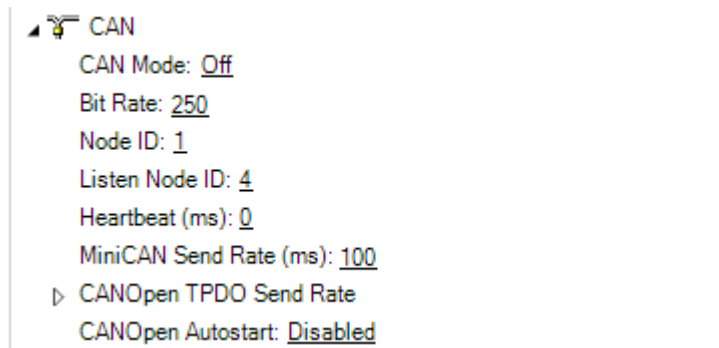 CAN
CAN Mode: Off
Bit Rate: 250
Node ID: 1
Listen Node ID: 4
Heartbeat (ms): 0
MiniCAN Send Rate (ms): 100
CANOpen TPDO Send Rate
CANOpen Autostart: Disabled